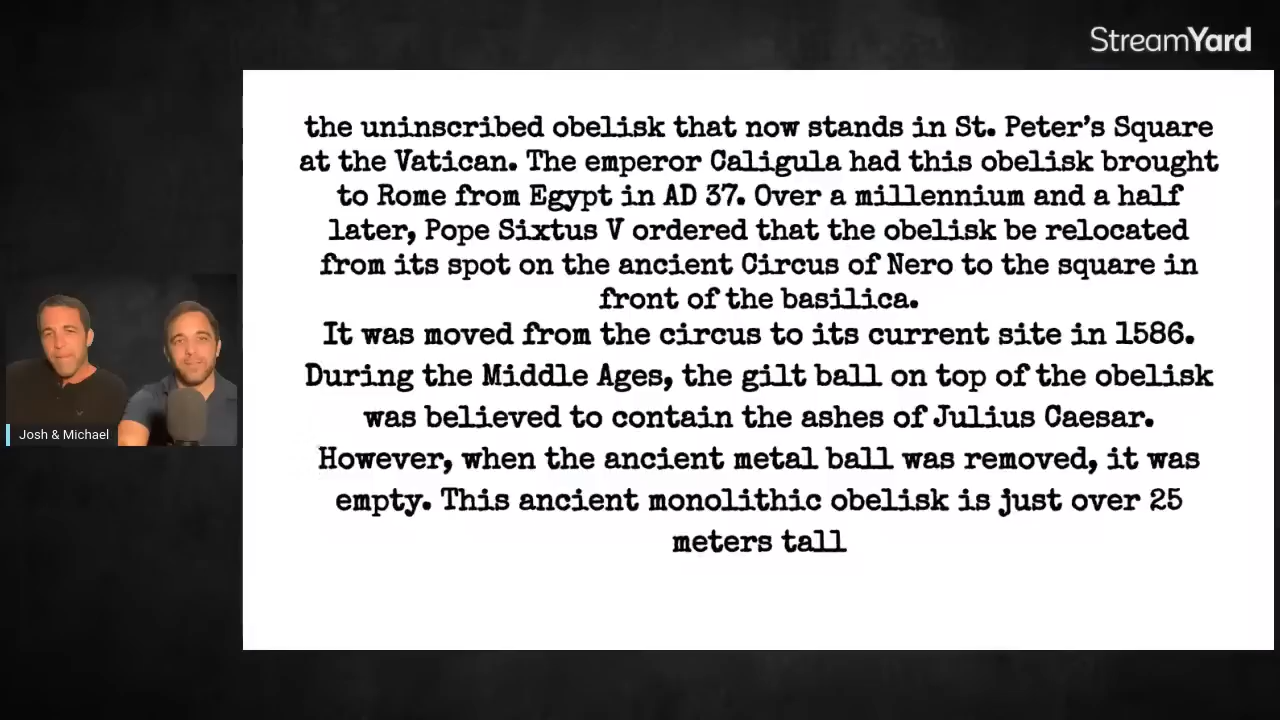 StreamYard
the uninscribed obelisk that now stands in St. Peter’s Square
at the Vatican. The emperor Caligula had this obelisk brought
to Rome from Egypt in AD 37. Over a millennium and a half
later, Pope Sixtus V ordered that the obelisk be relocated
from its spot on the ancient Circus of Nero to the square in
front of the basilica.
It was moved from the circus to its current site in 1586.
During the Middle Ages, the gilt ball on top of the obelisk
was believed to contain the ashes of Julius Caesar.
However, when the ancient metal ball was removed, it was
empty. This ancient monolithic obelisk is just over 25
meters tall
Josh & Michael